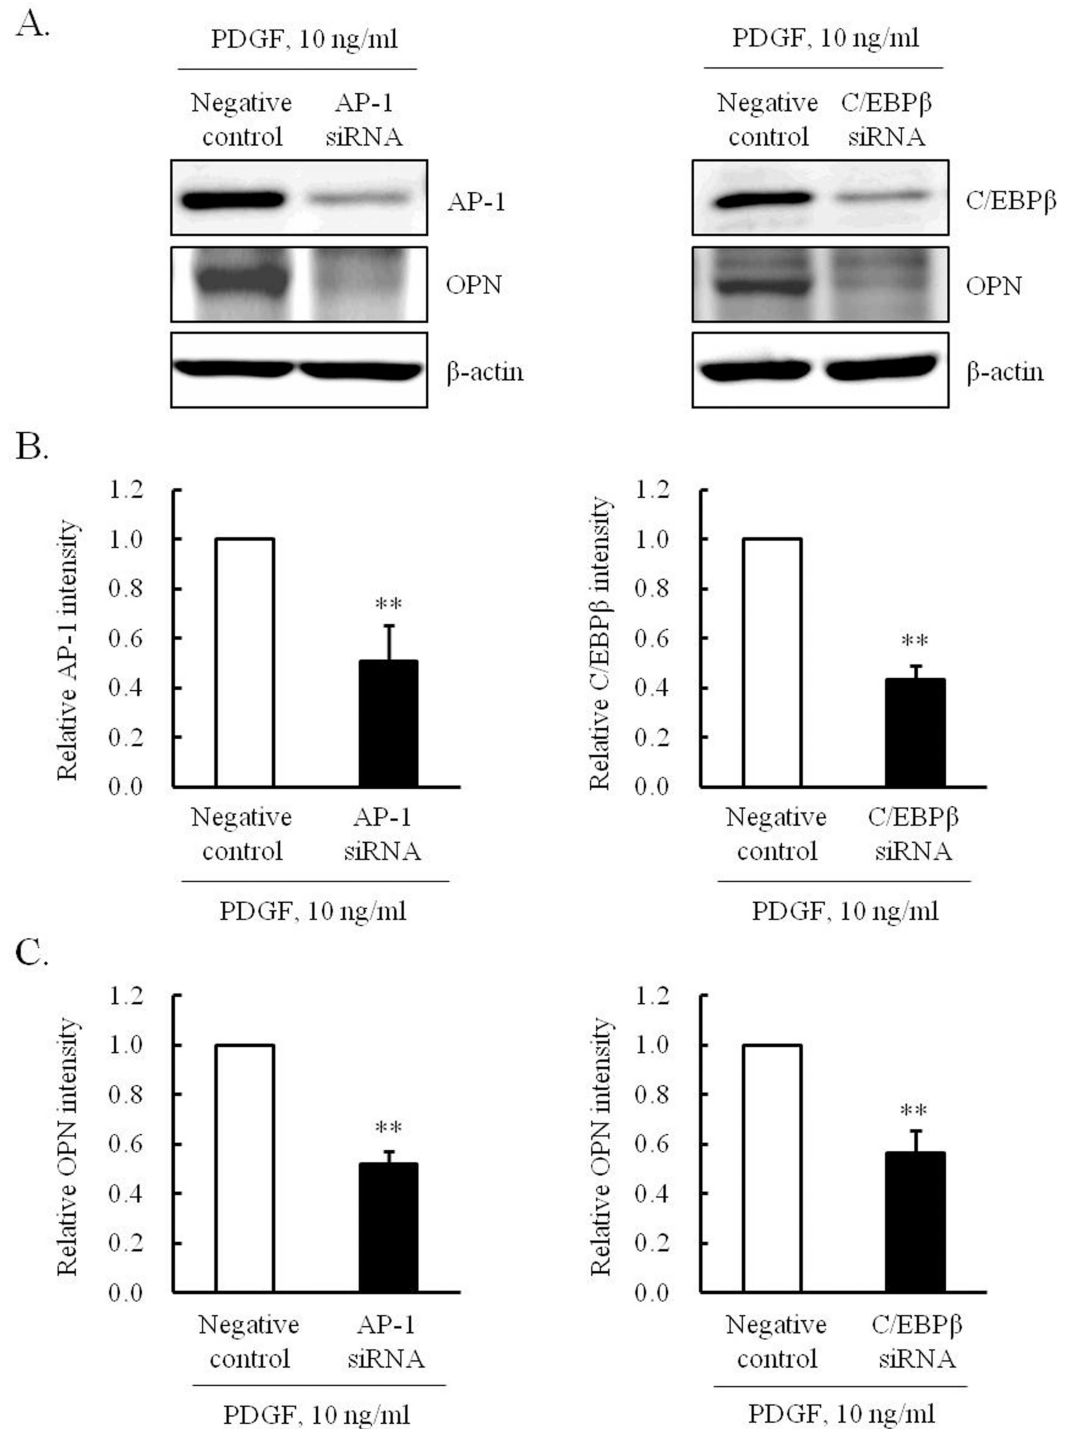 A.
PDGF, 10 ng/ml
Negative control
AP-1 siRNA
AP-1
OPN
β-actin
PDGF, 10 ng/ml
Negative control
C/EBPβ siRNA
C/EBPβ
OPN
β-actin
B.
Relative AP-1 intensity
1.2
1.0
0.8
0.6
0.4
0.2
0.0
**
Negative control
AP-1 siRNA
PDGF, 10 ng/ml
Relative C/EBPβ intensity
1.2
1.0
0.8
0.6
0.4
0.2
0.0
**
Negative control
C/EBPβ siRNA
PDGF, 10 ng/ml
C.
Relative OPN intensity
1.2
1.0
0.8
0.6
0.4
0.2
0.0
**
Negative control
AP-1 siRNA
PDGF, 10 ng/ml
Relative OPN intensity
1.2
1.0
0.8
0.6
0.4
0.2
0.0
**
Negative control
C/EBPβ siRNA
PDGF, 10 ng/ml